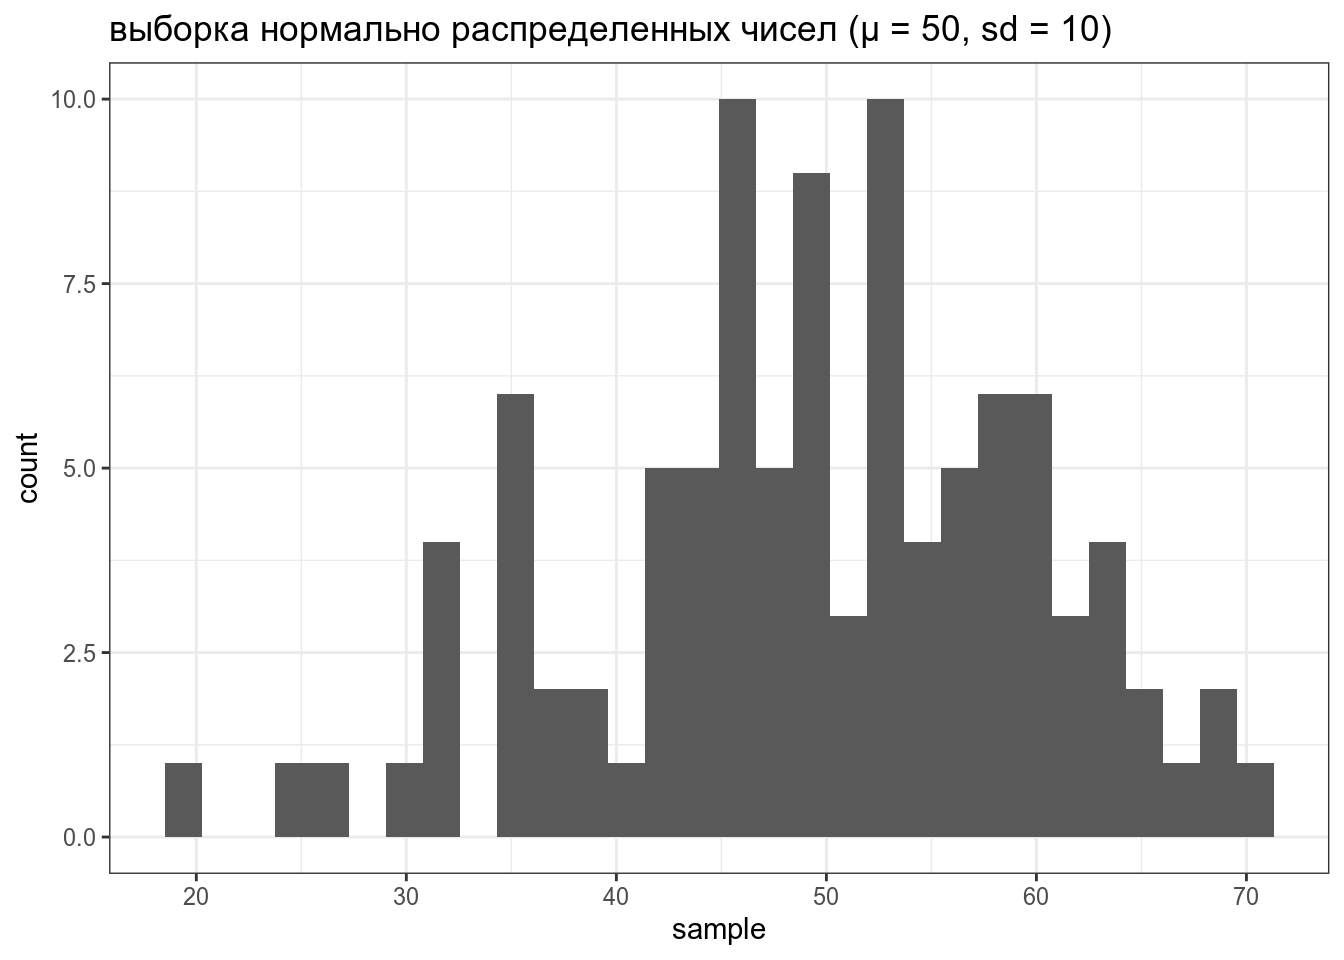 выборка нормально распределенных чисел (μ = 50, sd = 10)
10.0
7.5
5.0
2.5
0.0
count
20 30 40 50 60 70
sample